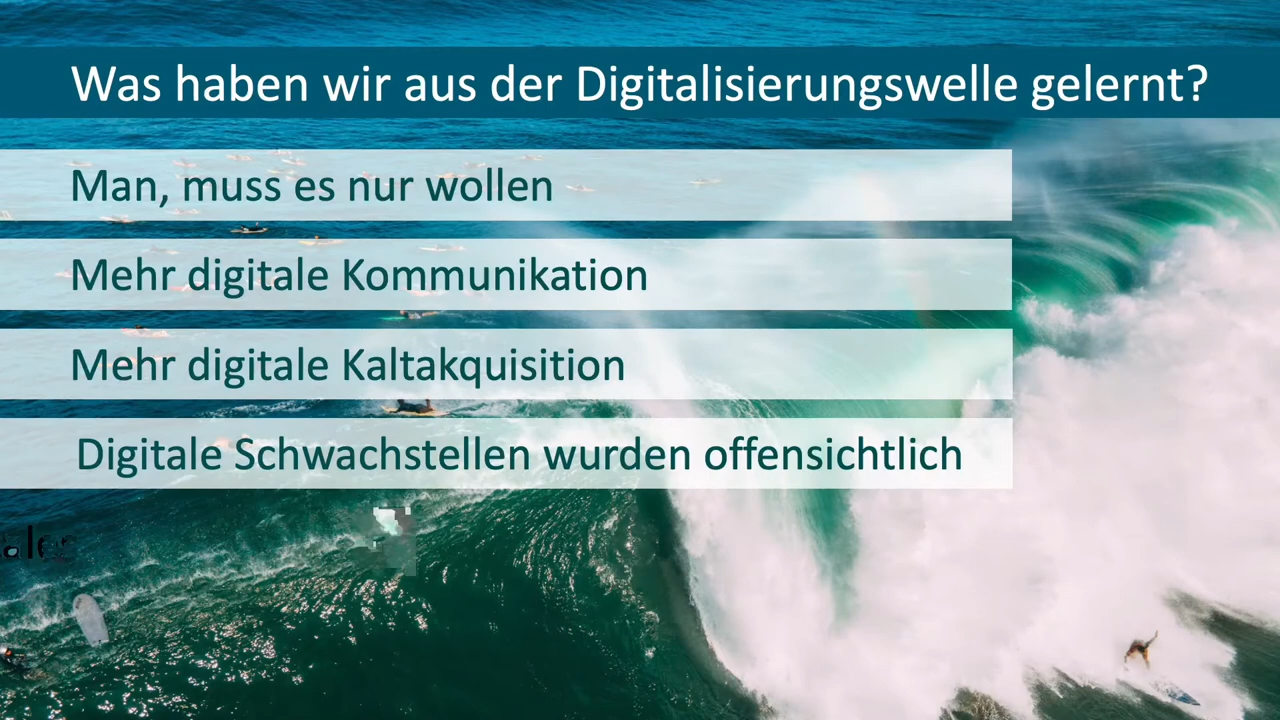 Was haben wir aus der Digitalisierungswelle gelernt?
Man, muss es nur wollen
Mehr digitale Kommunikation
Mehr digitale Kaltakquisition
Digitale Schwachstellen wurden offensichtlich